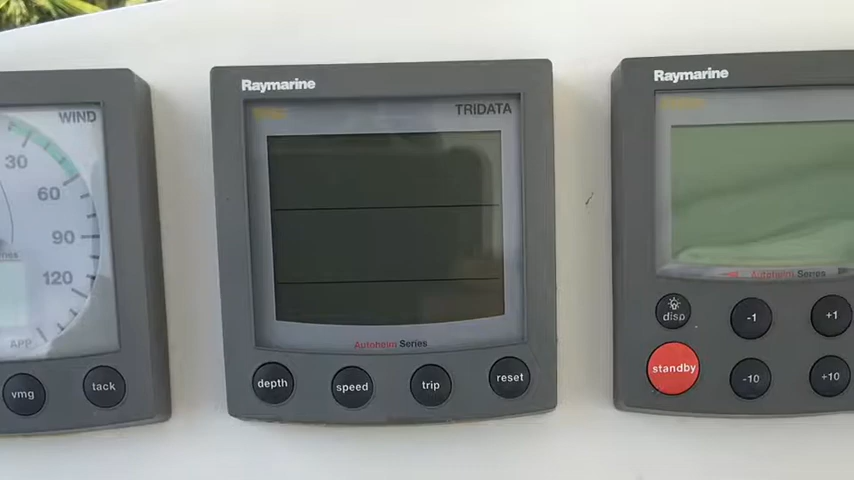 WIND
30
60
90
120
APP
vmg
tack
Raymarine
TRIDATA
Autohelm Series
depth
speed
trip
reset
Raymarine
Autohelm Series
disp
-1
+1
standby
-10
+10